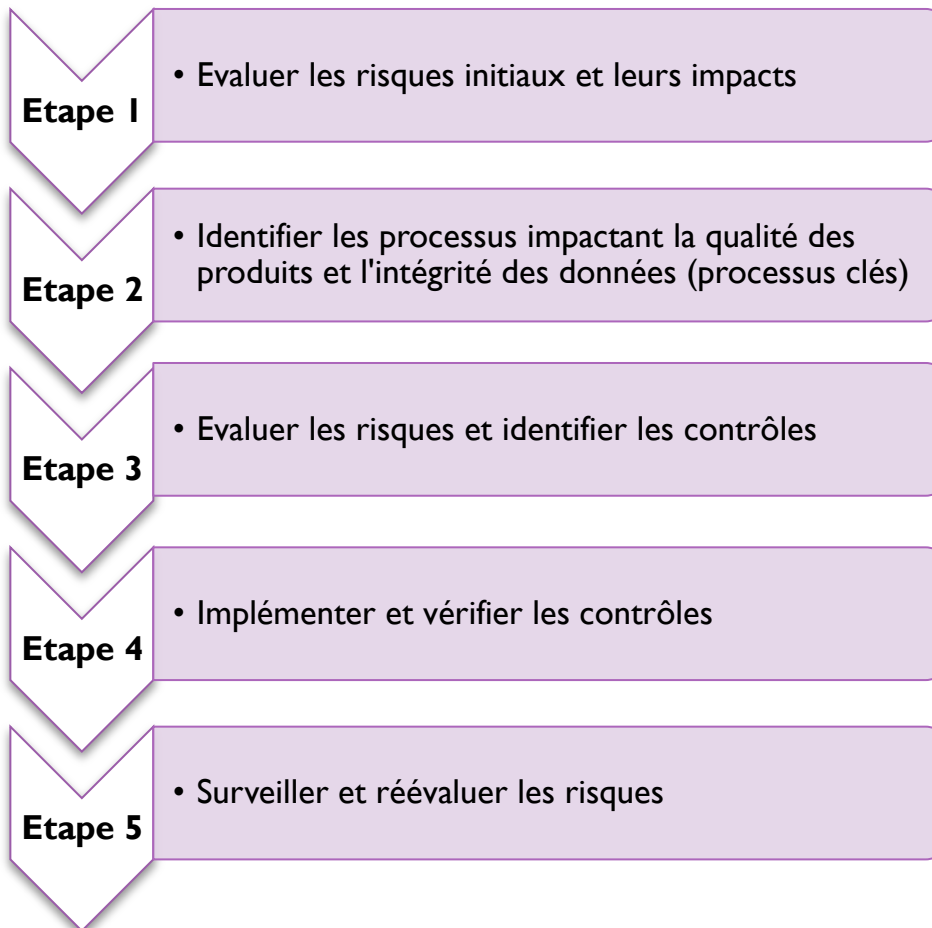 Etape 1
• Evaluer les risques initiaux et leurs impacts
Etape 2
• Identifier les processus impactant la qualité des
produits et l'intégrité des données (processus clés)
Etape 3
• Evaluer les risques et identifier les contrôles
Etape 4
• Implémenter et vérifier les contrôles
Etape 5
• Surveiller et réévaluer les risques